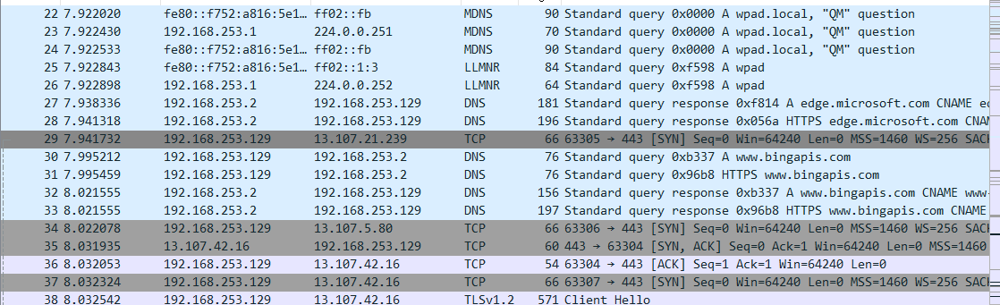 22 7.922020 fe80::f752:a816:5e1… ff02::fb MDNS 90 Standard query 0x0000 A wpad.local, "QM" question
23 7.922430 192.168.253.1 224.0.0.251 MDNS 70 Standard query 0x0000 A wpad.local, "QM" question
24 7.922533 fe80::f752:a816:5e1… ff02::fb MDNS 90 Standard query 0x0000 A wpad.local, "QM" question
25 7.922843 fe80::f752:a816:5e1… ff02::1:3 LLMNR 84 Standard query 0xf598 A wpad
26 7.922898 192.168.253.1 224.0.0.252 LLMNR 64 Standard query 0xf598 A wpad
27 7.938336 192.168.253.2 192.168.253.129 DNS 181 Standard query response 0xf814 A edge.microsoft.com CNAME
28 7.941318 192.168.253.2 192.168.253.129 DNS 196 Standard query response 0x056a HTTPS edge.microsoft.com
29 7.941732 192.168.253.129 13.107.21.239 TCP 66 63305 → 443 [SYN] Seq=0 Win=64240 Len=0 MSS=1460 WS=256
30 7.995212 192.168.253.129 192.168.253.2 DNS 76 Standard query 0xb337 A www.bingapis.com
31 7.995459 192.168.253.129 192.168.253.2 DNS 76 Standard query 0x96b8 HTTPS www.bingapis.com
32 8.021555 192.168.253.2 192.168.253.129 DNS 156 Standard query response 0xb337 A www.bingapis.com CNAME
33 8.021555 192.168.253.2 192.168.253.129 DNS 197 Standard query response 0x96b8 HTTPS www.bingapis.com CNAME
34 8.022078 192.168.253.129 13.107.5.80 TCP 66 63306 → 443 [SYN] Seq=0 Win=64240 Len=0 MSS=1460 WS=256
35 8.031935 13.107.42.16 192.168.253.129 TCP 60 443 → 63304 [SYN, ACK] Seq=0 Ack=1 Win=64240 Len=0 MSS=1460
36 8.032053 192.168.253.129 13.107.42.16 TCP 54 63304 → 443 [ACK] Seq=1 Ack=1 Win=64240 Len=0
37 8.032324 192.168.253.129 13.107.42.16 TCP 66 63307 → 443 [SYN] Seq=0 Win=64240 Len=0 MSS=1460 WS=256
38 8.032542 192.168.253.129 13.107.42.16 TLSv1.2 571 Client Hello